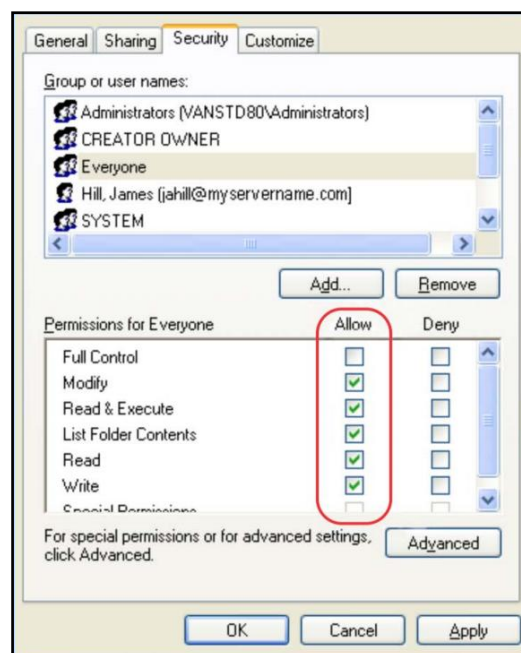 General Sharing Security Customize
Group or user names:
Administrators (VANSTD80\Administrators)
CREATOR OWNER
Everyone
Hill, James (jahill@myservername.com]
SYSTEM
Add... Remove
Permissions for Everyone Allow Deny
Full Control
Modify
Read & Execute
List Folder Contents
Read
Write
Special Permissions
For special permissions or for advanced settings,
click Advanced.
Advanced
OK Cancel Apply